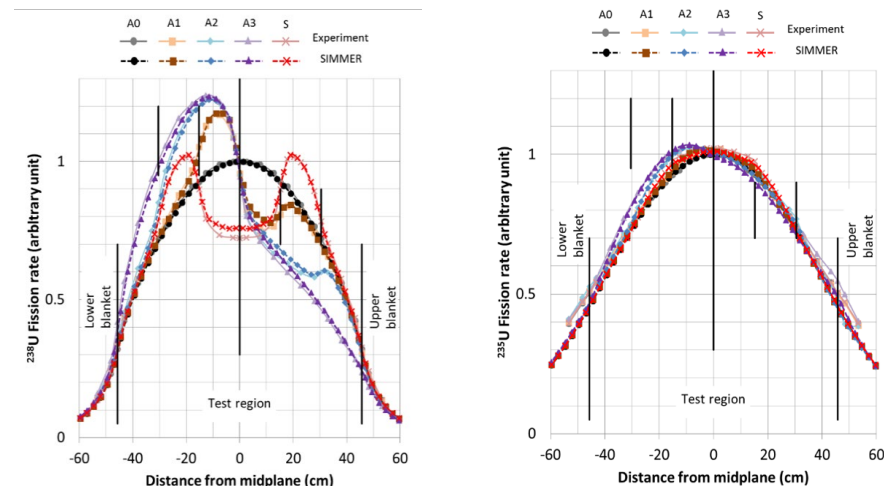 A0 A1 A2 A3 S
Experiment
SIMMER
²³⁸U Fission rate (arbitrary unit)
1
0.5
0
Lower
blanket
Upper
blanket
Test region
-60 -40 -20 0 20 40 60
Distance from midplane (cm)
A0 A1 A2 A3 S
Experiment
SIMMER
²³⁵U Fission rate (arbitrary unit)
1
0.5
0
Lower
blanket
Upper
blanket
Test region
-60 -40 -20 0 20 40 60
Distance from midplane (cm)